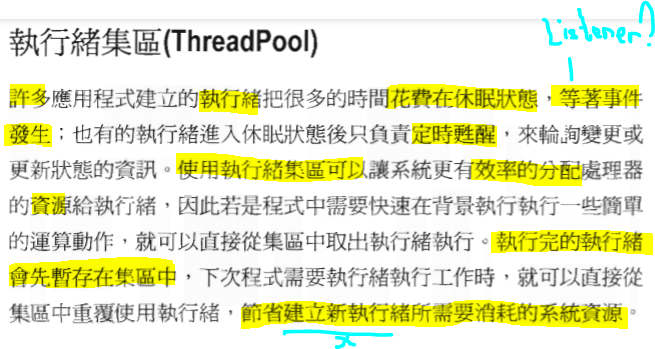 Listener?
執行緒集區(ThreadPool)
許多應用程式建立的執行緒把很多的時間花費在休眠狀態，等著事件
發生；也有的執行緒進入休眠狀態後只負責定時甦醒，來輪詢變更或
更新狀態的資訊。使用執行緒集區可以讓系統更有效率的分配處理器
的資源給執行緒，因此若是程式中需要快速在背景執行執行一些簡單
的運算動作，就可以直接從集區中取出執行緒執行。執行完的執行緒
會先暫存在集區中，下次程式需要執行緒執行工作時，就可以直接從
集區中重覆使用執行緒，節省建立新執行緒所需要消耗的系統資源。